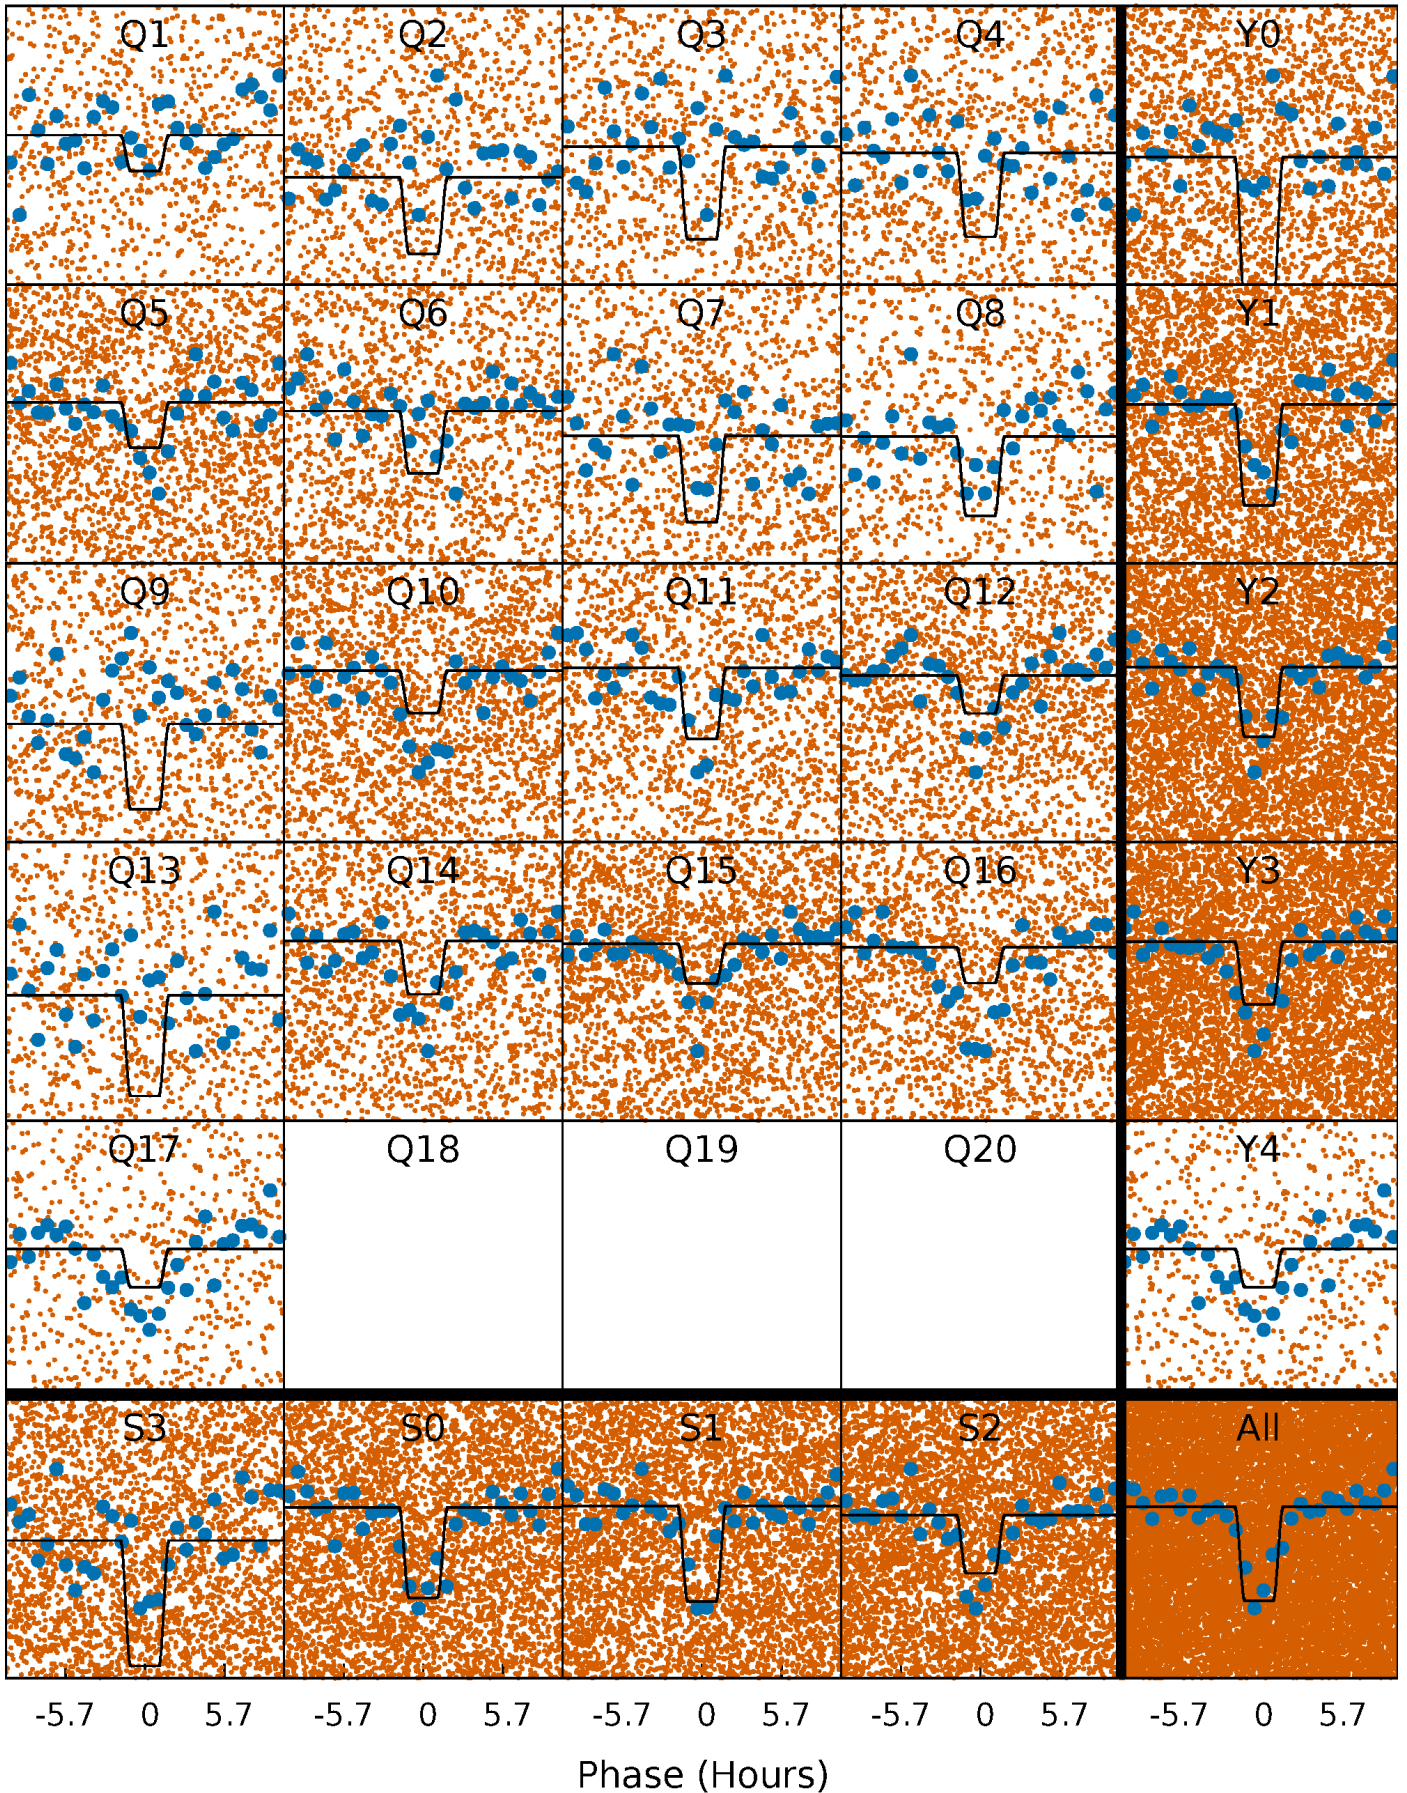 Q1 Q2 Q3 Q4 Y0
Q5 Q6 Q7 Q8 Y1
Q9 Q10 Q11 Q12 Y2
Q13 Q14 Q15 Q16 Y3
Q17 Q18 Q19 Q20 Y4
S3 S0 S1 S2 All
-5.7 0 5.7 -5.7 0 5.7 -5.7 0 5.7 -5.7 0 5.7 -5.7 0 5.7
Phase (Hours)